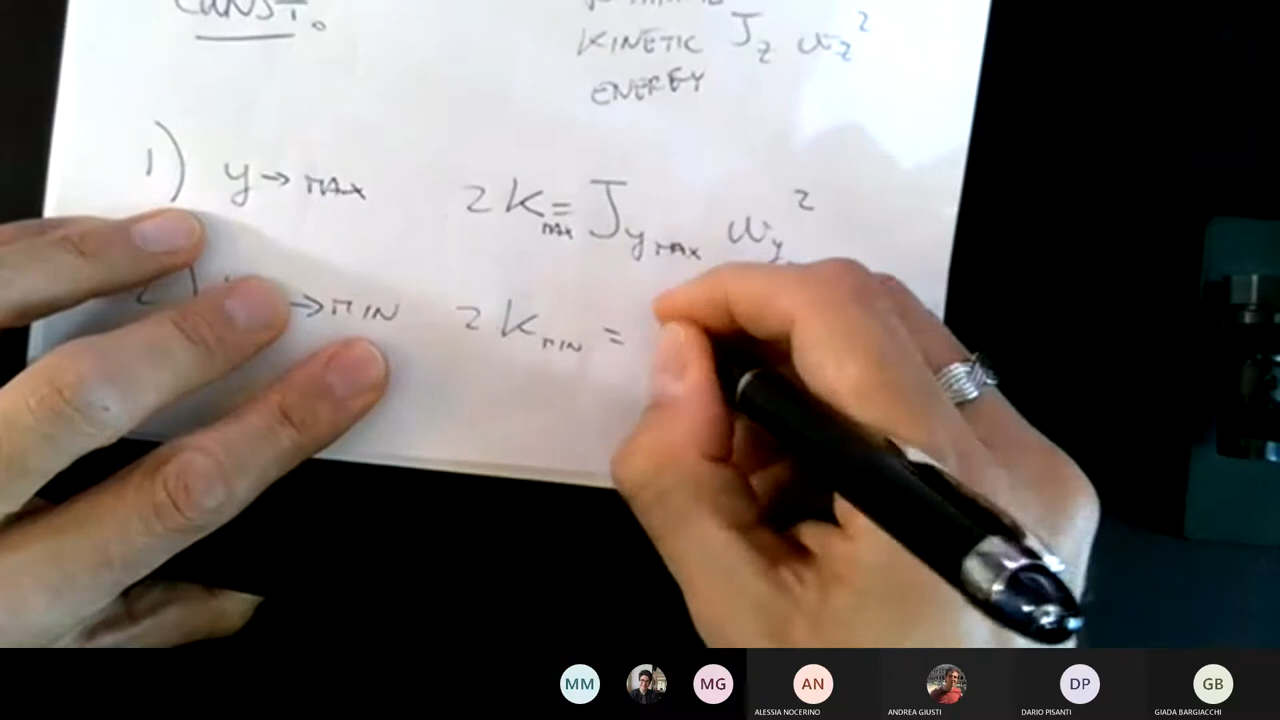 CONST.
KINETIC J_z ω_z²
ENERGY
1) y → MAX 2K_MAX = J_y MAX ω_y²
→ MIN 2K_MIN =
MM MG AN DP GB
ALESSIA NOCERINO ANDREA GIUSTI DARIO PISANTI GIADA BARGIACCHI